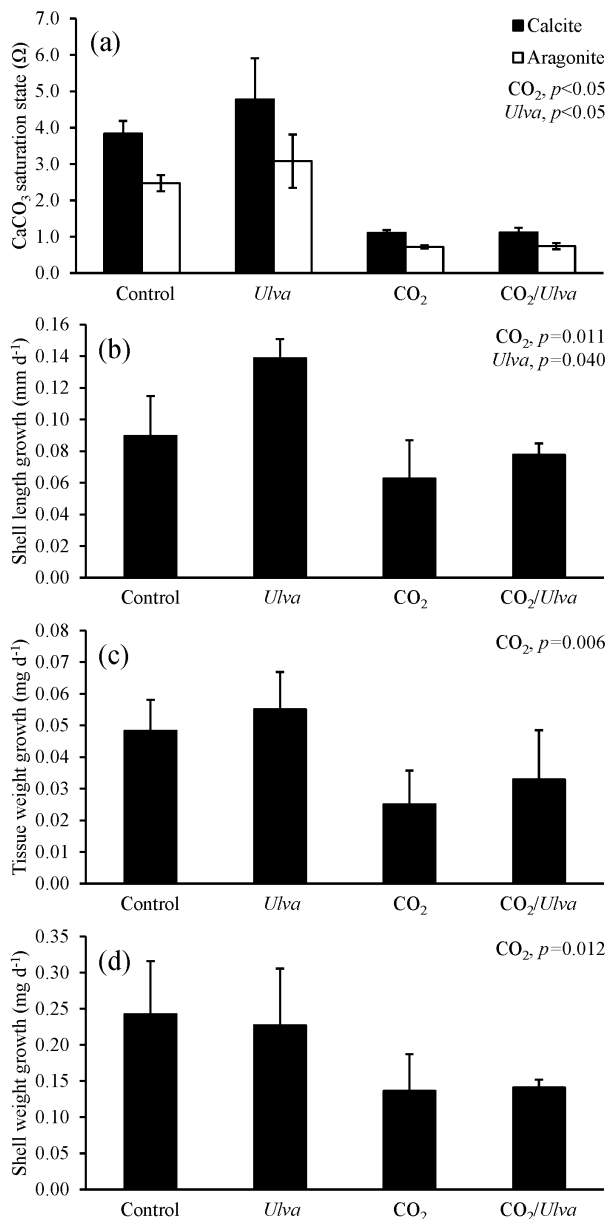 (a)
Calcite
Aragonite
CO₂, p<0.05
Ulva, p<0.05
CaCO₃ saturation state (Ω)
7.0
6.0
5.0
4.0
3.0
2.0
1.0
0.0
Control Ulva CO₂ CO₂/Ulva
(b)
CO₂, p=0.011
Ulva, p=0.040
Shell length growth (mm d⁻¹)
0.16
0.14
0.12
0.10
0.08
0.06
0.04
0.02
0.00
Control Ulva CO₂ CO₂/Ulva
(c)
CO₂, p=0.006
Tissue weight growth (mg d⁻¹)
0.08
0.07
0.06
0.05
0.04
0.03
0.02
0.01
0.00
Control Ulva CO₂ CO₂/Ulva
(d)
CO₂, p=0.012
Shell weight growth (mg d⁻¹)
0.35
0.30
0.25
0.20
0.15
0.10
0.05
0.00
Control Ulva CO₂ CO₂/Ulva